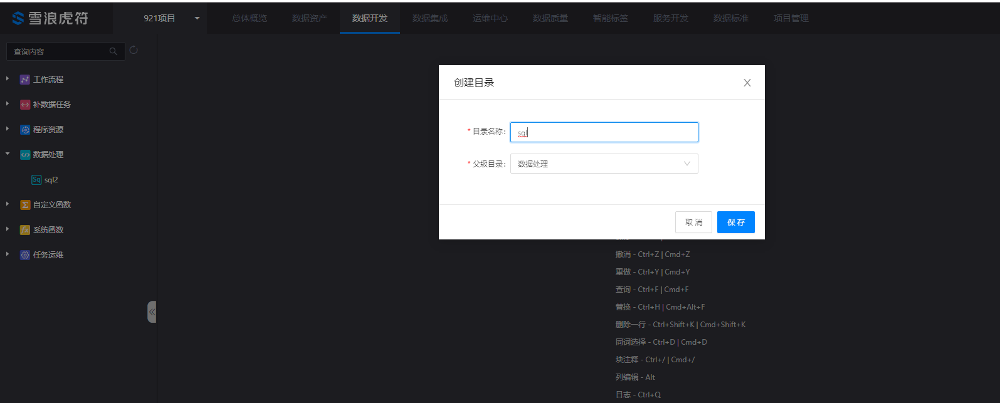 雪浪虎符
921项目
总体概览
数据资产
数据开发
数据集成
运维中心
数据质量
智能标签
服务开发
数据标准
项目管理
查询内容
工作流程
补数据任务
程序资源
数据处理
Sq sql2
自定义函数
系统函数
任务运维
创建目录
* 目录名称:
sql
* 父级目录:
数据处理
取 消
保 存
撤消 - Ctrl+Z | Cmd+Z
重做 - Ctrl+Y | Cmd+Y
查询 - Ctrl+F | Cmd+F
替换 - Ctrl+H | Cmd+Alt+F
删除一行 - Ctrl+Shift+K | Cmd+Shift+K
同词选择 - Ctrl+D | Cmd+D
块注释 - Ctrl+/ | Cmd+/
列编辑 - Alt
日志 - Ctrl+Q